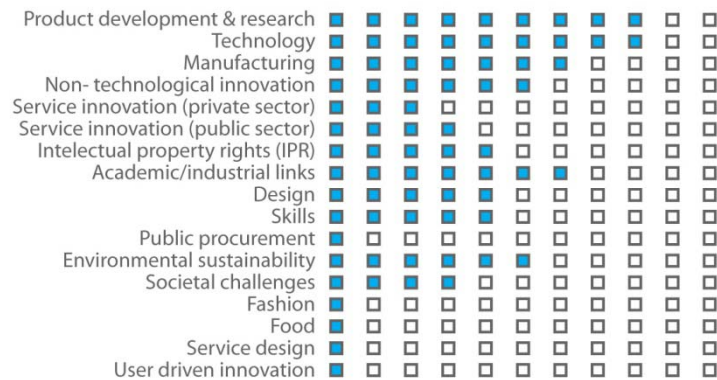 Product development & research
Technology
Manufacturing
Non- technological innovation
Service innovation (private sector)
Service innovation (public sector)
Intelectual property rights (IPR)
Academic/industrial links
Design
Skills
Public procurement
Environmental sustainability
Societal challenges
Fashion
Food
Service design
User driven innovation